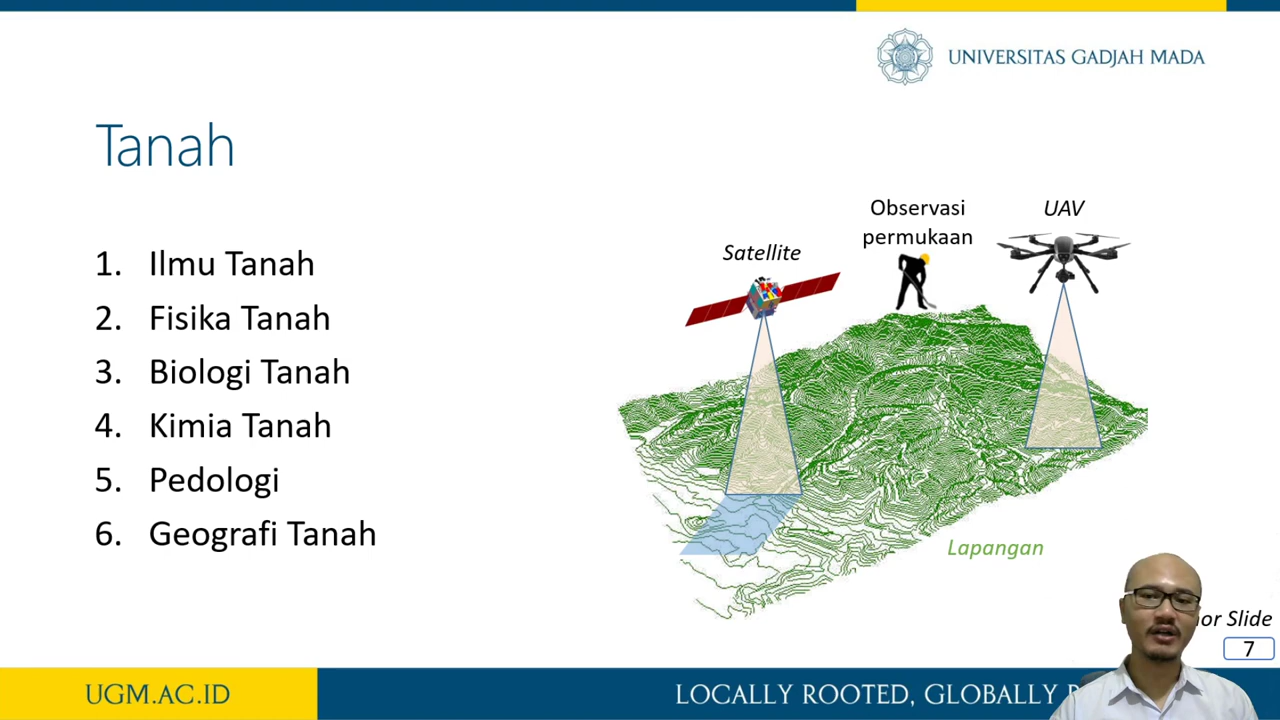 UNIVERSITAS GADJAH MADA
Tanah
1. Ilmu Tanah
2. Fisika Tanah
3. Biologi Tanah
4. Kimia Tanah
5. Pedologi
6. Geografi Tanah
Satellite
Observasi
permukaan
UAV
Lapangan
Slide
7
UGM.AC.ID
LOCALLY ROOTED, GLOBALLY